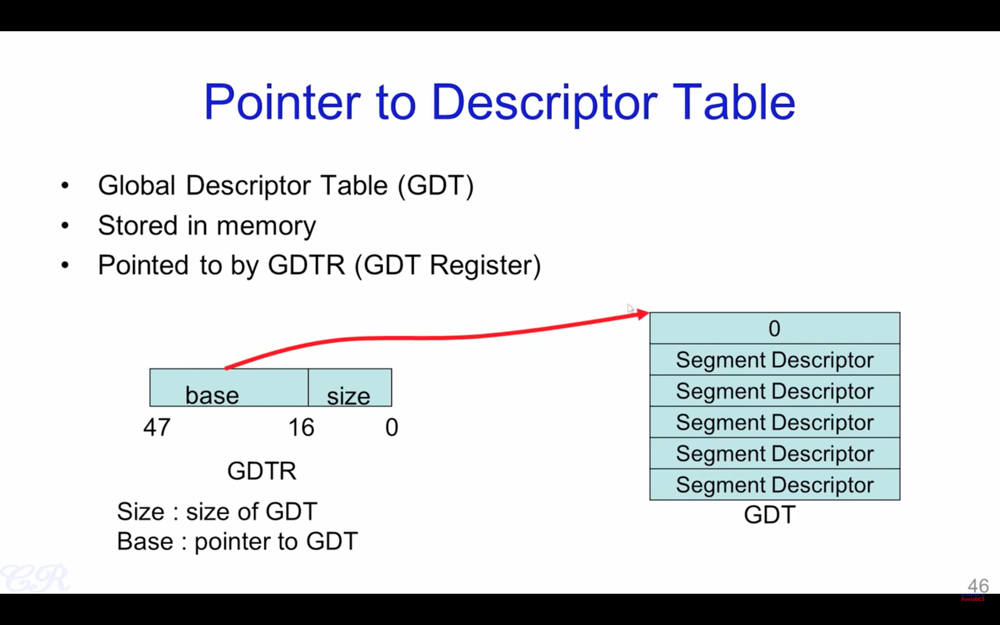 Pointer to Descriptor Table
• Global Descriptor Table (GDT)
• Stored in memory
• Pointed to by GDTR (GDT Register)
0
Segment Descriptor
Segment Descriptor
Segment Descriptor
Segment Descriptor
Segment Descriptor
GDT
base size
47 16 0
GDTR
Size : size of GDT
Base : pointer to GDT
CR
46
Subscribe to
XoviabCS